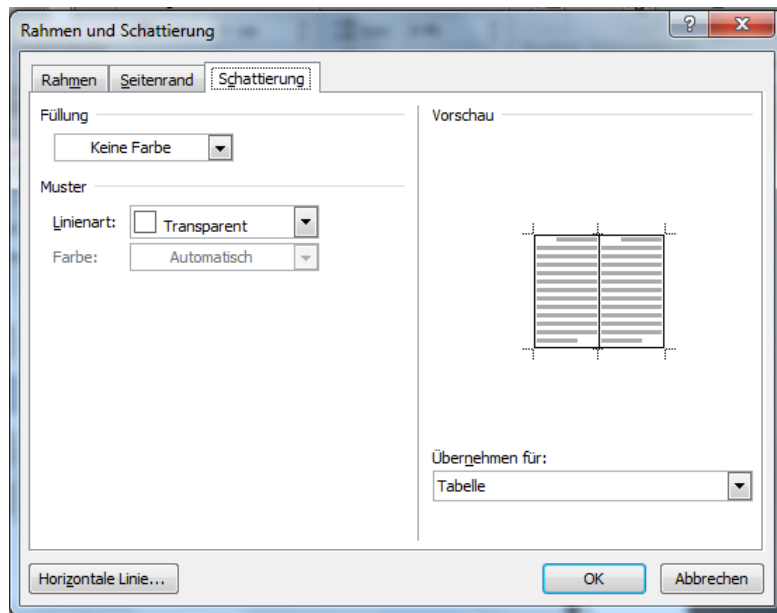 Rahmen und Schattierung
Rahmen Seitenrand Schattierung
Füllung
Keine Farbe
Muster
Linienart: Transparent
Farbe: Automatisch
Vorschau
Übernehmen für:
Tabelle
Horizontale Linie...
OK Abbrechen